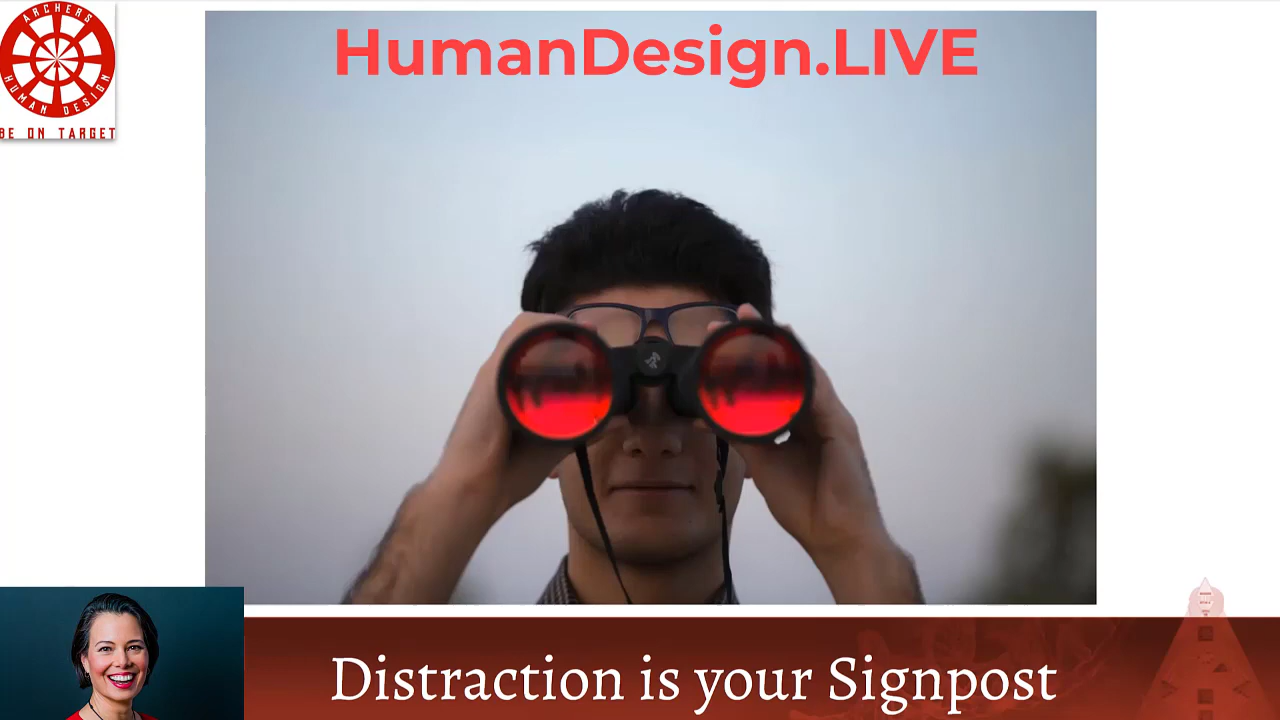 ARCHERS
HUMAN DESIGN
BE ON TARGET
HumanDesign.LIVE
Distraction is your Signpost